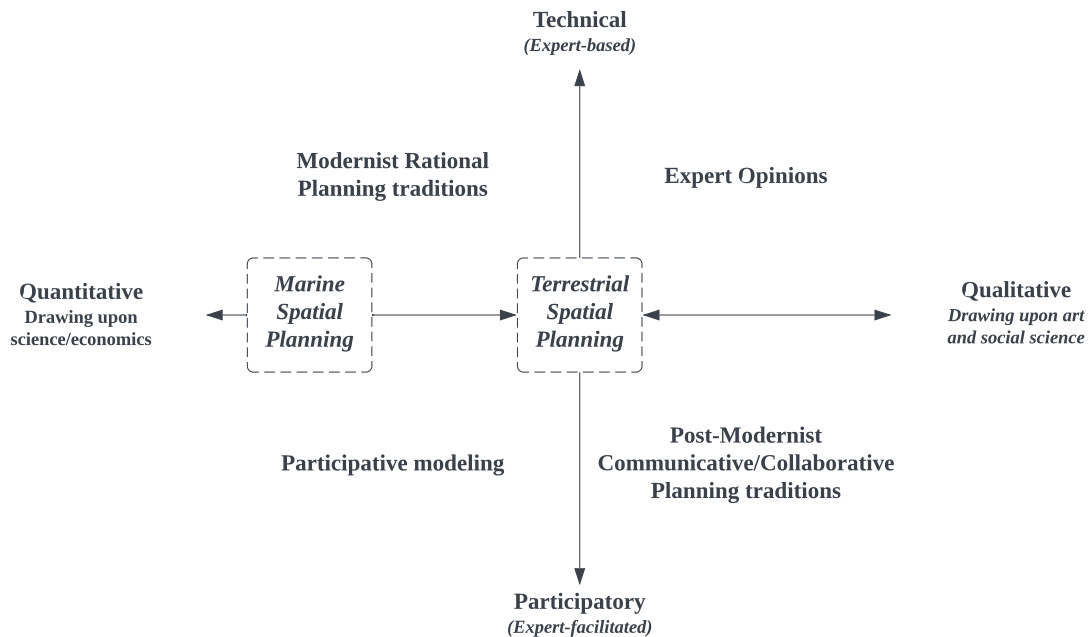 Technical
(Expert-based)
Modernist Rational
Planning traditions
Expert Opinions
Quantitative
Drawing upon
science/economics
Marine
Spatial
Planning
Terrestrial
Spatial
Planning
Qualitative
Drawing upon art
and social science
Participative modeling
Post-Modernist
Communicative/Collaborative
Planning traditions
Participatory
(Expert-facilitated)